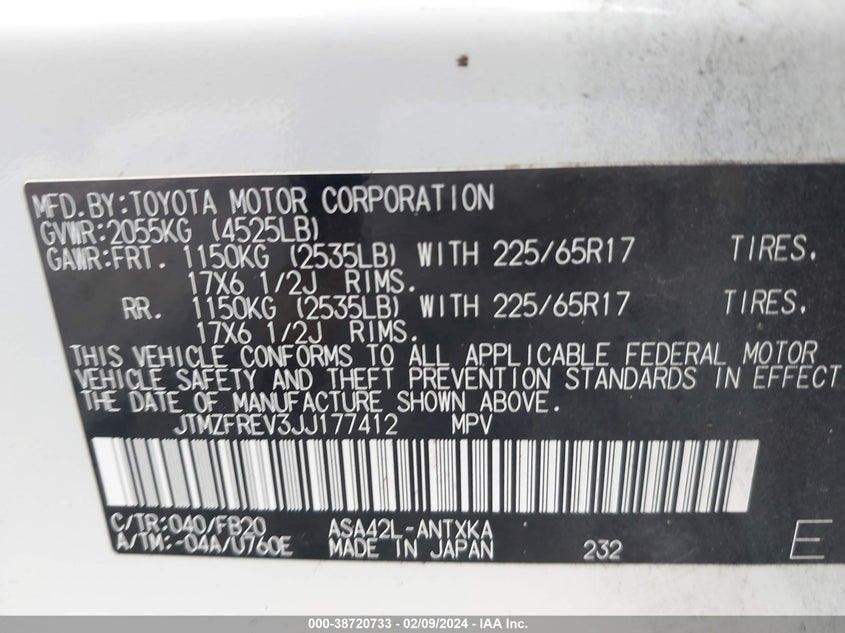 MFD.BY:TOYOTA MOTOR CORPORATION
GVWR:2055KG (4525LB)
GAWR:FRT. 1150KG (2535LB) WITH 225/65R17 TIRES.
17X6 1/2J RIMS.
RR. 1150KG (2535LB) WITH 225/65R17 TIRES,
17X6 1/2J RIMS.
THIS VEHICLE CONFORMS TO ALL APPLICABLE FEDERAL MOTOR
VEHICLE SAFETY AND THEFT PREVENTION STANDARDS IN EFFECT
THE DATE OF MANUFACTURE SHOWN ABOVE.
JTMZFREV3JJ177412 MPV
C/TR:040/FB20 ASA42L-ANTXKA
A/TM:-04A/U760E MADE IN JAPAN 232 E
000-38720733 - 02/09/2024 - IAA Inc.